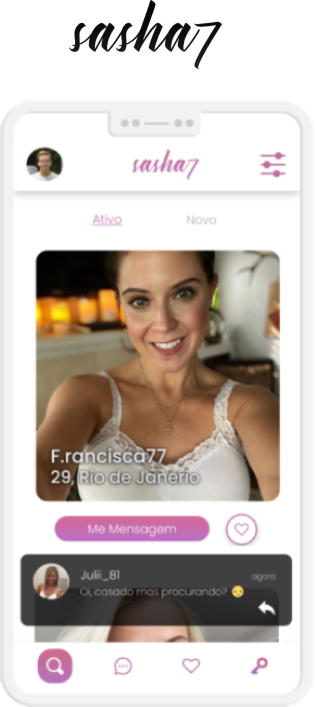 sasha7
sasha7
Ativo
Novo
F.rancisca77
29, Rio de Janerio
Me Mensagem
Julii_81
agora
Oi, casado mas procurando? 😏